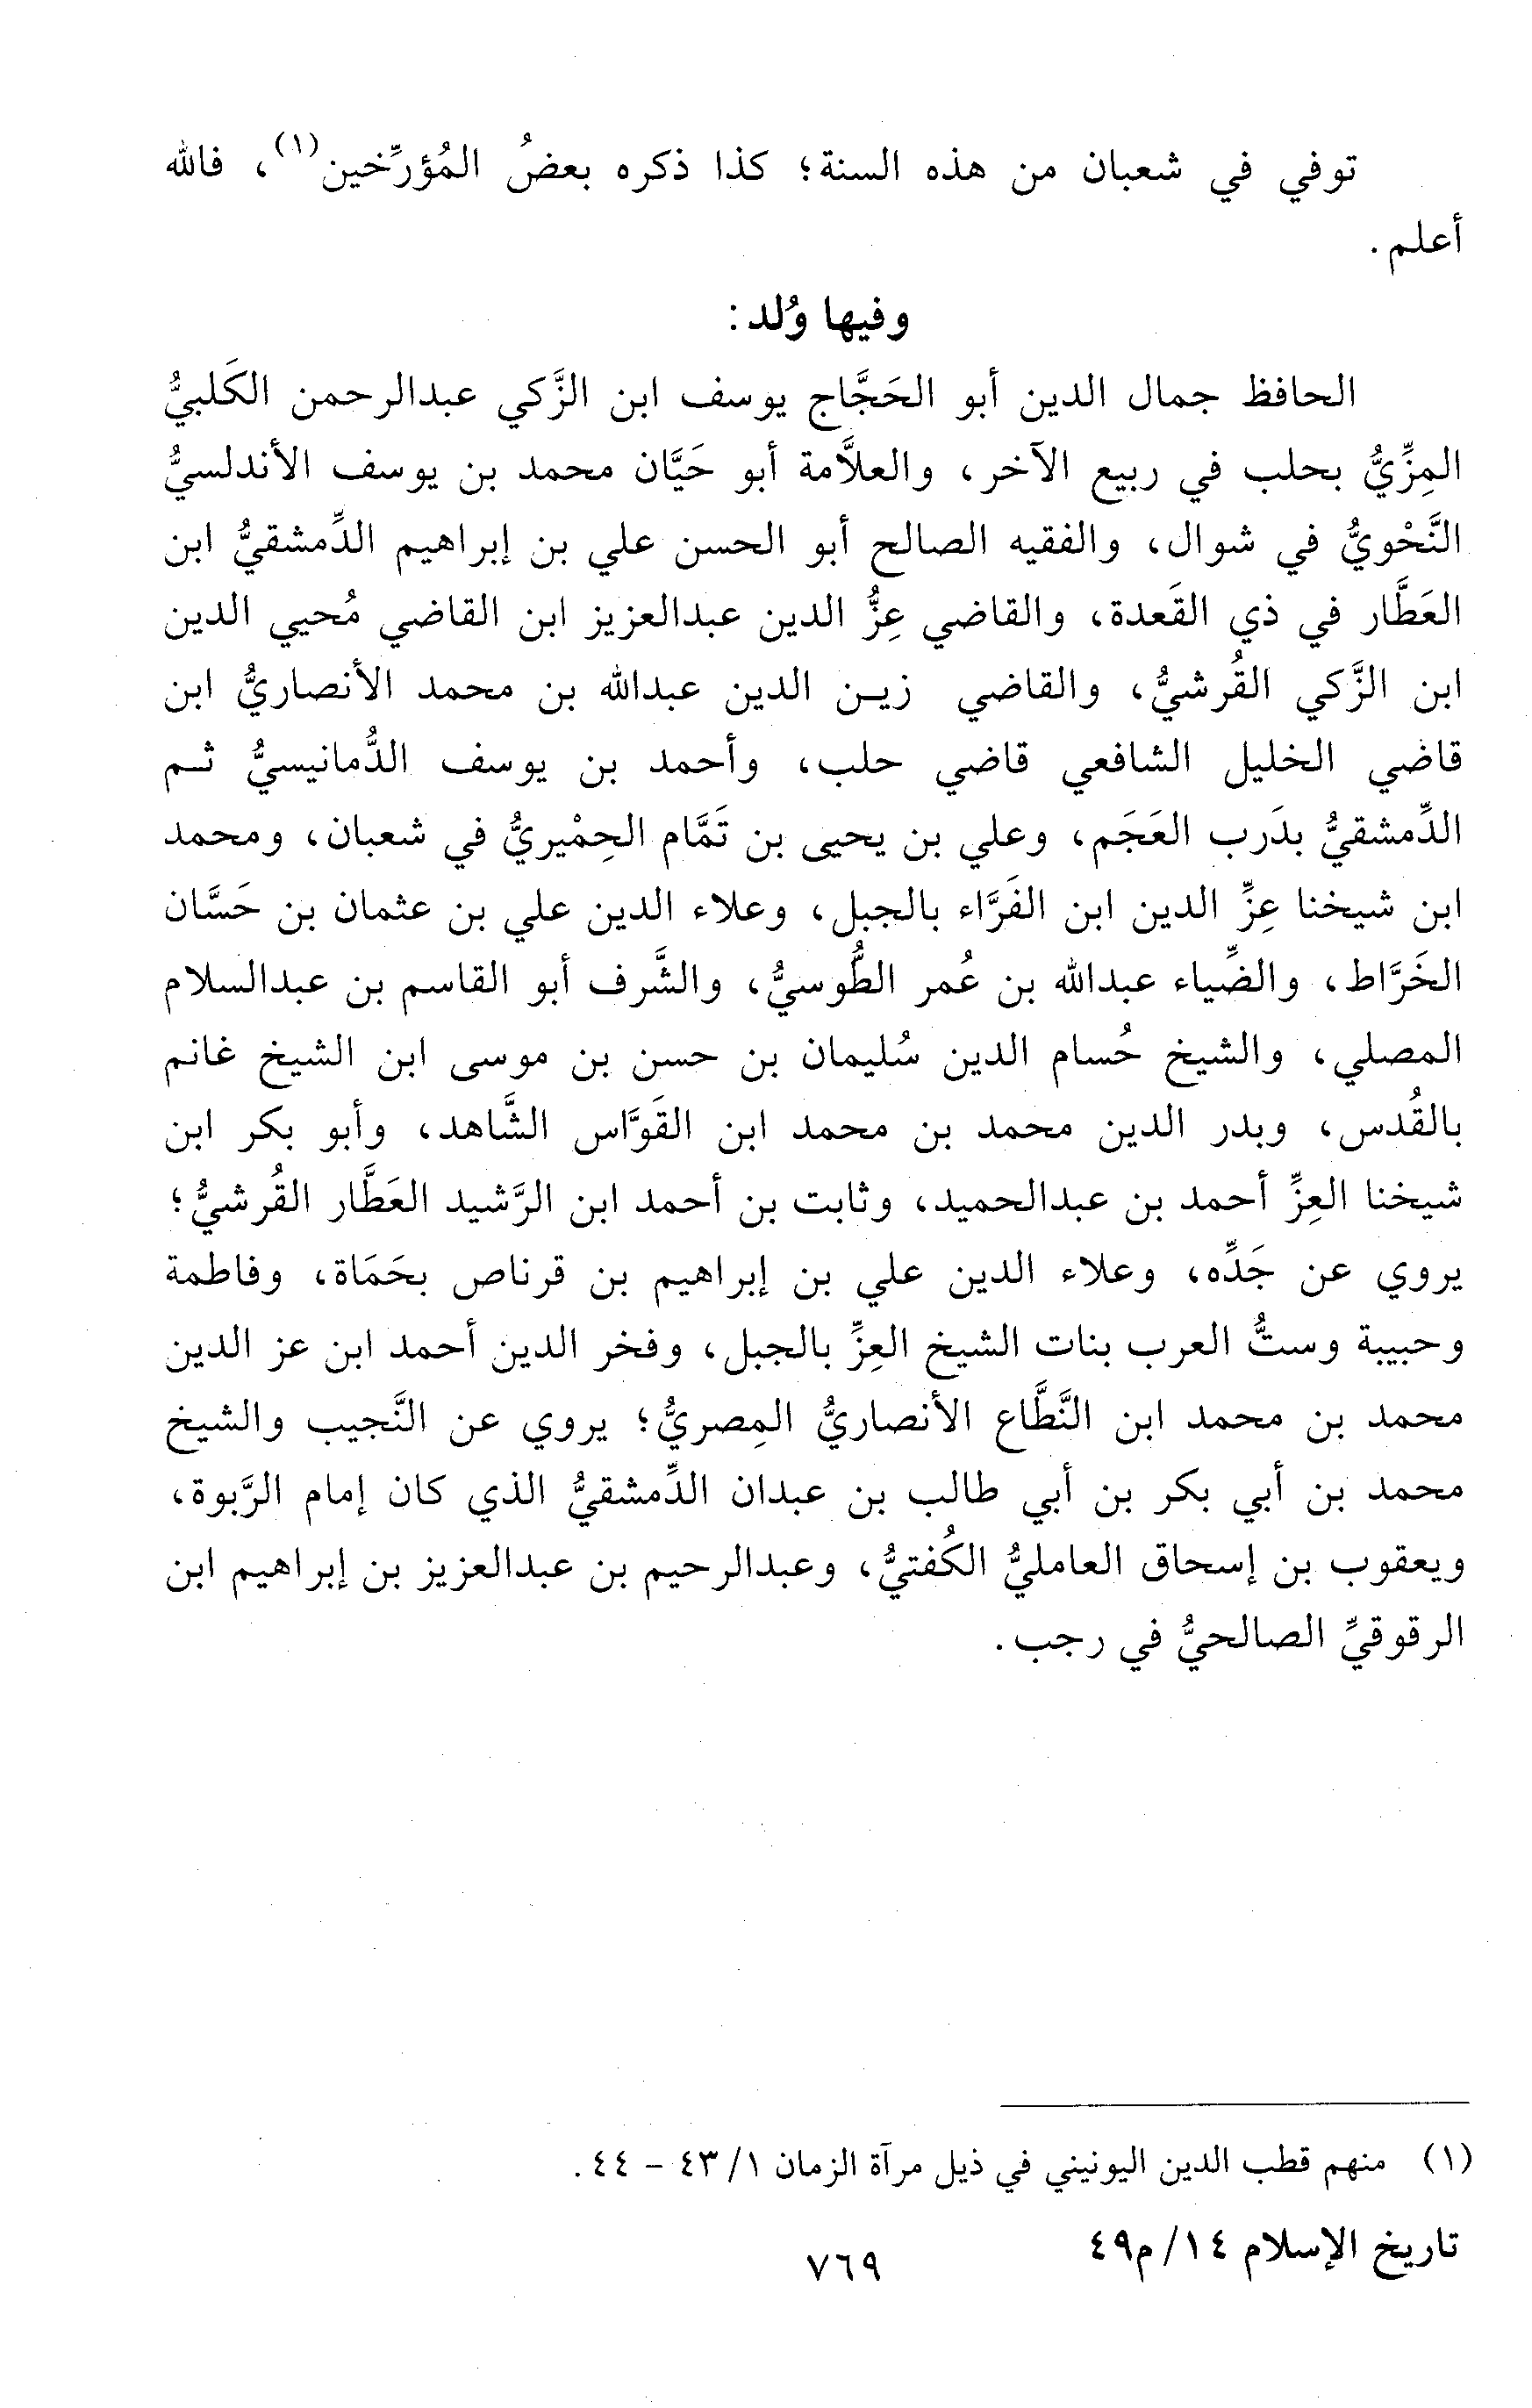 توفي في شعبان من هذه السنة؛ كذا ذكره بعضُ المُؤرِّخين(١)، فالله
أعلم.
وفيها وُلد:
الحافظ جمال الدين أبو الحَجَّاج يوسف ابن الزَّكي عبدالرحمن الكَلبيُّ
المِزِّيُّ بحلب في ربيع الآخر، والعلاَّمة أبو حَيَّان محمد بن يوسف الأندلسيُّ
النَّحْويُّ في شوال، والفقيه الصالح أبو الحسن علي بن إبراهيم الدِّمشقيُّ ابن
العَطَّار في ذي القَعدة، والقاضي عِزُّ الدين عبدالعزيز ابن القاضي مُحيي الدين
ابن الزَّكي القُرشيُّ، والقاضي زيـن الدين عبدالله بن محمد الأنصاريُّ ابن
قاضي الخليل الشافعي قاضي حلب، وأحمد بن يوسف الدُّمانيسيُّ ثـم
الدِّمشقيُّ بدَرب العَجَم، وعلي بن يحيى بن تَمَّام الحِمْيريُّ في شعبان، ومحمد
ابن شيخنا عِزِّ الدين ابن الفَرَّاء بالجبل، وعلاء الدين علي بن عثمان بن حَسَّان
الخَرَّاط، والضِّياء عبدالله بن عُمر الطُّوسيُّ، والشَّرف أبو القاسم بن عبدالسلام
المصلي، والشيخ حُسام الدين سُليمان بن حسن بن موسى ابن الشيخ غانم
بالقُدس، وبدر الدين محمد بن محمد ابن القَوَّاس الشَّاهد، وأبو بكر ابن
شيخنا العِزِّ أحمد بن عبدالحميد، وثابت بن أحمد ابن الرَّشيد العَطَّار القُرشيُّ؛
يروي عن جَدِّه، وعلاء الدين علي بن إبراهيم بن قرناص بحَمَاة، وفاطمة
وحبيبة وستُّ العرب بنات الشيخ العِزِّ بالجبل، وفخر الدين أحمد ابن عز الدين
محمد بن محمد ابن النَّطَّاع الأنصاريُّ المِصريُّ؛ يروي عن النَّجيب والشيخ
محمد بن أبي بكر بن أبي طالب بن عبدان الدِّمشقيُّ الذي كان إمام الرَّبوة،
ويعقوب بن إسحاق العامليُّ الكُفتيُّ، وعبدالرحيم بن عبدالعزيز بن إبراهيم ابن
الرقوقيِّ الصالحيُّ في رجب.
(١) منهم قطب الدين اليونيني في ذيل مرآة الزمان ١/ ٤٣ - ٤٤.
تاريخ الإسلام ١٤/ م٤٩
٧٦٩